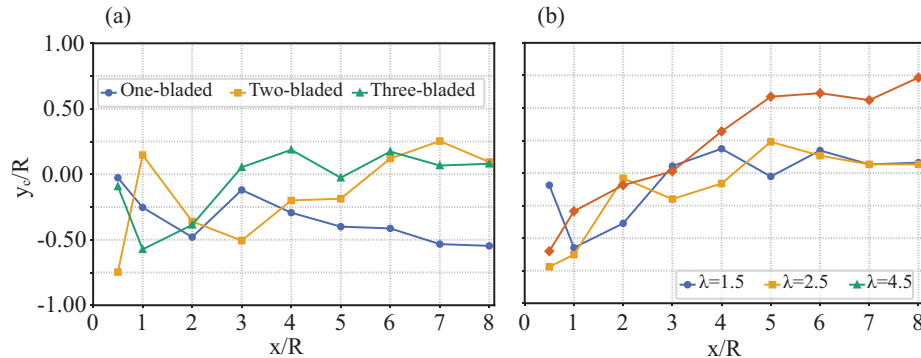 (a)
(b)
1.00
0.50
0.00
-0.50
-1.00
y_c/R
One-bladed Two-bladed Three-bladed
λ=1.5 λ=2.5 λ=4.5
0 1 2 3 4 5 6 7 8
0 1 2 3 4 5 6 7 8
x/R
x/R